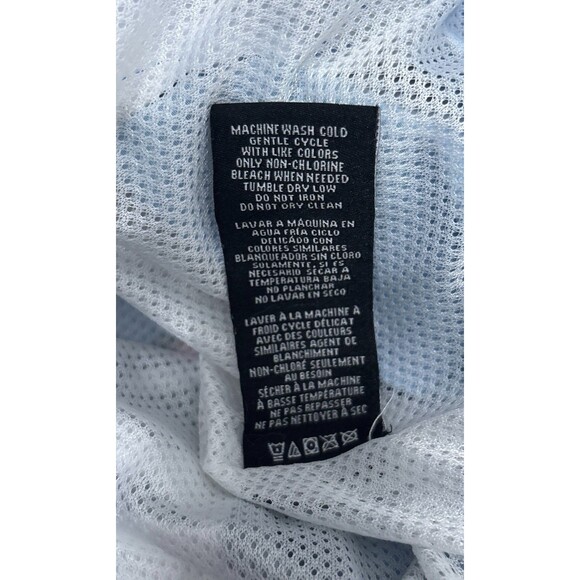 MACHINE WASH COLD
GENTLE CYCLE
WITH LIKE COLORS
ONLY NON-CHLORINE
BLEACH WHEN NEEDED
TUMBLE DRY LOW
DO NOT IRON
DO NOT DRY CLEAN
LAVAR A MÁQUINA EN
AGUA FRÍA CICLO
DELICADO CON
COLORES SIMILARES
BLANQUEADOR SIN CLORO
SOLAMENTE, SI ES
NECESARIO SECAR A
TEMPERATURA BAJA
NO PLANCHAR
NO LAVAR EN SECO
LAVER À LA MACHINE À
FROID CYCLE DÉLICAT
AVEC DES COULEURS
SIMILAIRES AGENT DE
BLANCHIMENT
NON-CHLORÉ SEULEMENT
AU BESOIN
SÉCHER À LA MACHINE
À BASSE TEMPÉRATURE
NE PAS REPASSER
NE PAS NETTOYER À SEC